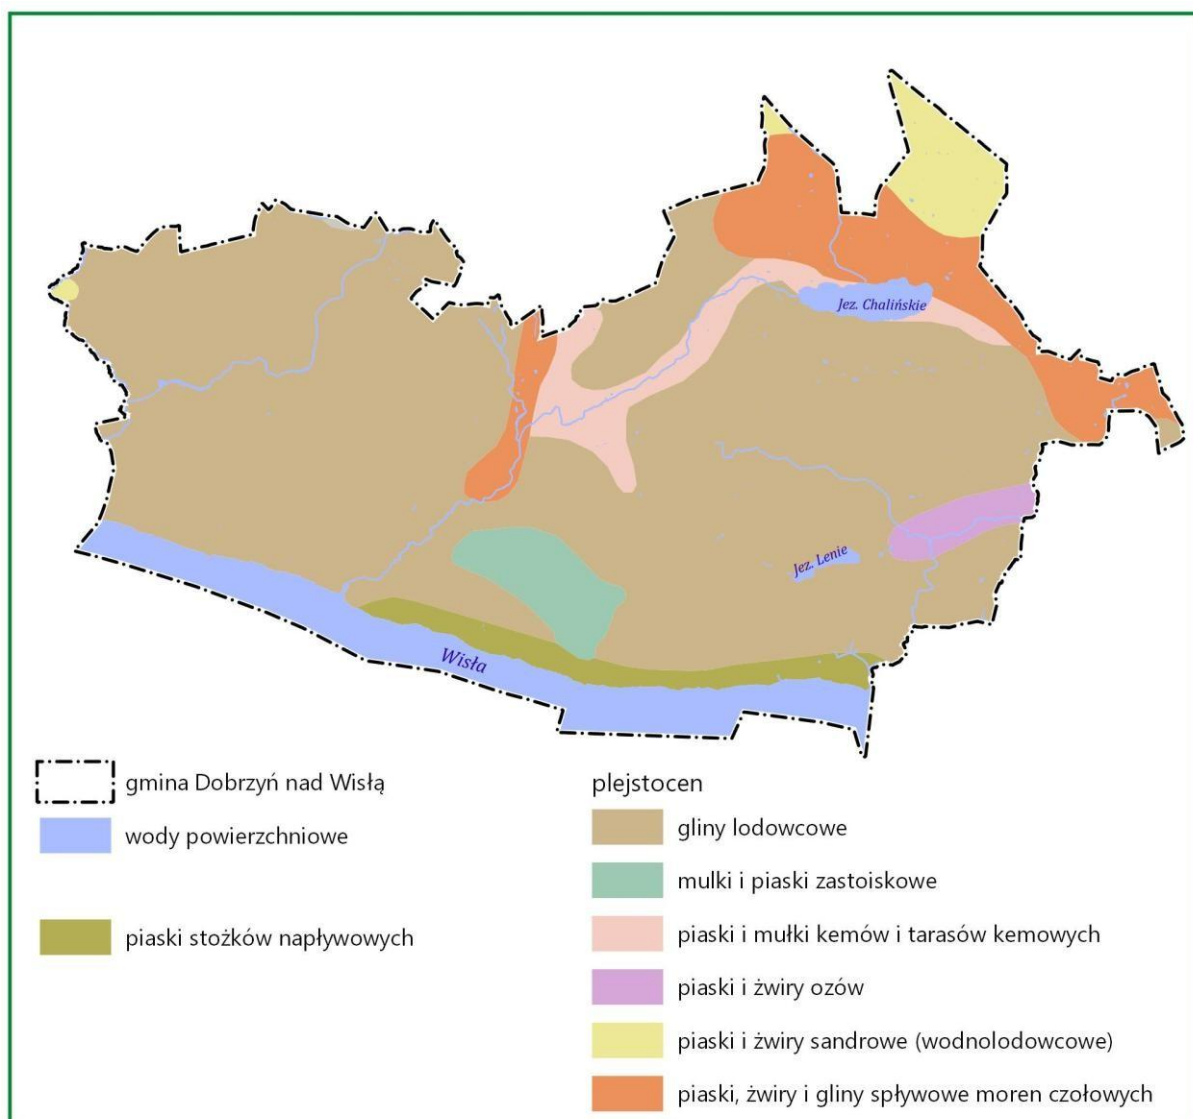 Jez. Chalińskie
Jez. Lenie
Wisła
gmina Dobrzyń nad Wisłą
wody powierzchniowe
piaski stożków napływowych
plejstocen
gliny lodowcowe
mulki i piaski zastoiskowe
piaski i mułki kemów i tarasów kemowych
piaski i żwiry ozów
piaski i żwiry sandrowe (wodnolodowcowe)
piaski, żwiry i gliny spływowe moren czołowych